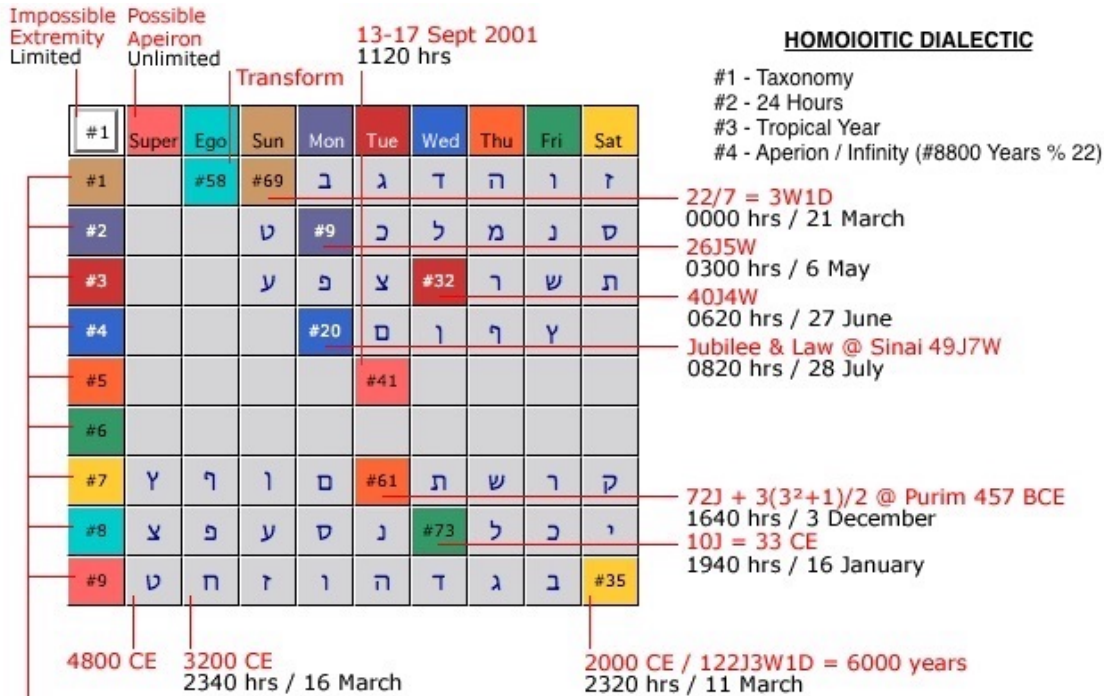 Impossible Possible
Extremity Apeiron
Limited Unlimited
Transform
13-17 Sept 2001
1120 hrs
HOMOIOITIC DIALECTIC
#1 - Taxonomy
#2 - 24 Hours
#3 - Tropical Year
#4 - Aperion / Infinity (#8800 Years % 22)
#1 Super Ego Sun Mon Tue Wed Thu Fri Sat
#1 #58 #69 ב ג ד ה ו ז
#2 ט #9 כ ל מ נ ס
#3 ע פ צ #32 ר ש ת
#4 #20 ם ן ף ץ
#5 #41
#6
#7 ץ ף ן ם #61 ת ש ר ק
#8 צ פ ע ס נ #73 ל כ י
#9 ט ח ז ו ה ד ג ב #35
22/7 = 3W1D
0000 hrs / 21 March
26J5W
0300 hrs / 6 May
40J4W
0620 hrs / 27 June
Jubilee & Law @ Sinai 49J7W
0820 hrs / 28 July
72J + 3(3²+1)/2 @ Purim 457 BCE
1640 hrs / 3 December
10J = 33 CE
1940 hrs / 16 January
4800 CE
3200 CE
2340 hrs / 16 March
2000 CE / 122J3W1D = 6000 years
2320 hrs / 11 March